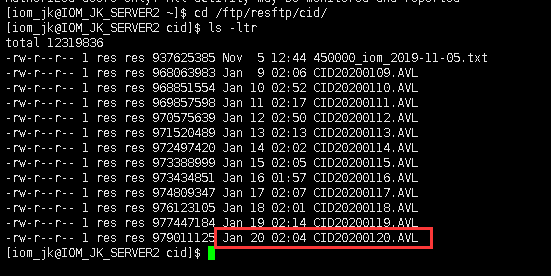 [iom_jk@IOM_JK_SERVER2 ~]$ cd /ftp/resftp/cid/
[iom_jk@IOM_JK_SERVER2 cid]$ ls -ltr
total 12319836
-rw-r--r-- 1 res res 937625385 Nov  5 12:44 450000_iom_2019-11-05.txt
-rw-r--r-- 1 res res 968063983 Jan  9 02:06 CID20200109.AVL
-rw-r--r-- 1 res res 968851554 Jan 10 02:52 CID20200110.AVL
-rw-r--r-- 1 res res 969857598 Jan 11 02:17 CID20200111.AVL
-rw-r--r-- 1 res res 970575639 Jan 12 02:50 CID20200112.AVL
-rw-r--r-- 1 res res 971520489 Jan 13 02:13 CID20200113.AVL
-rw-r--r-- 1 res res 972497420 Jan 14 02:02 CID20200114.AVL
-rw-r--r-- 1 res res 973388999 Jan 15 02:05 CID20200115.AVL
-rw-r--r-- 1 res res 973434851 Jan 16 01:57 CID20200116.AVL
-rw-r--r-- 1 res res 974809347 Jan 17 02:07 CID20200117.AVL
-rw-r--r-- 1 res res 976123105 Jan 18 02:01 CID20200118.AVL
-rw-r--r-- 1 res res 977447184 Jan 19 02:14 CID20200119.AVL
-rw-r--r-- 1 res res 979011125 Jan 20 02:04 CID20200120.AVL
[iom_jk@IOM_JK_SERVER2 cid]$